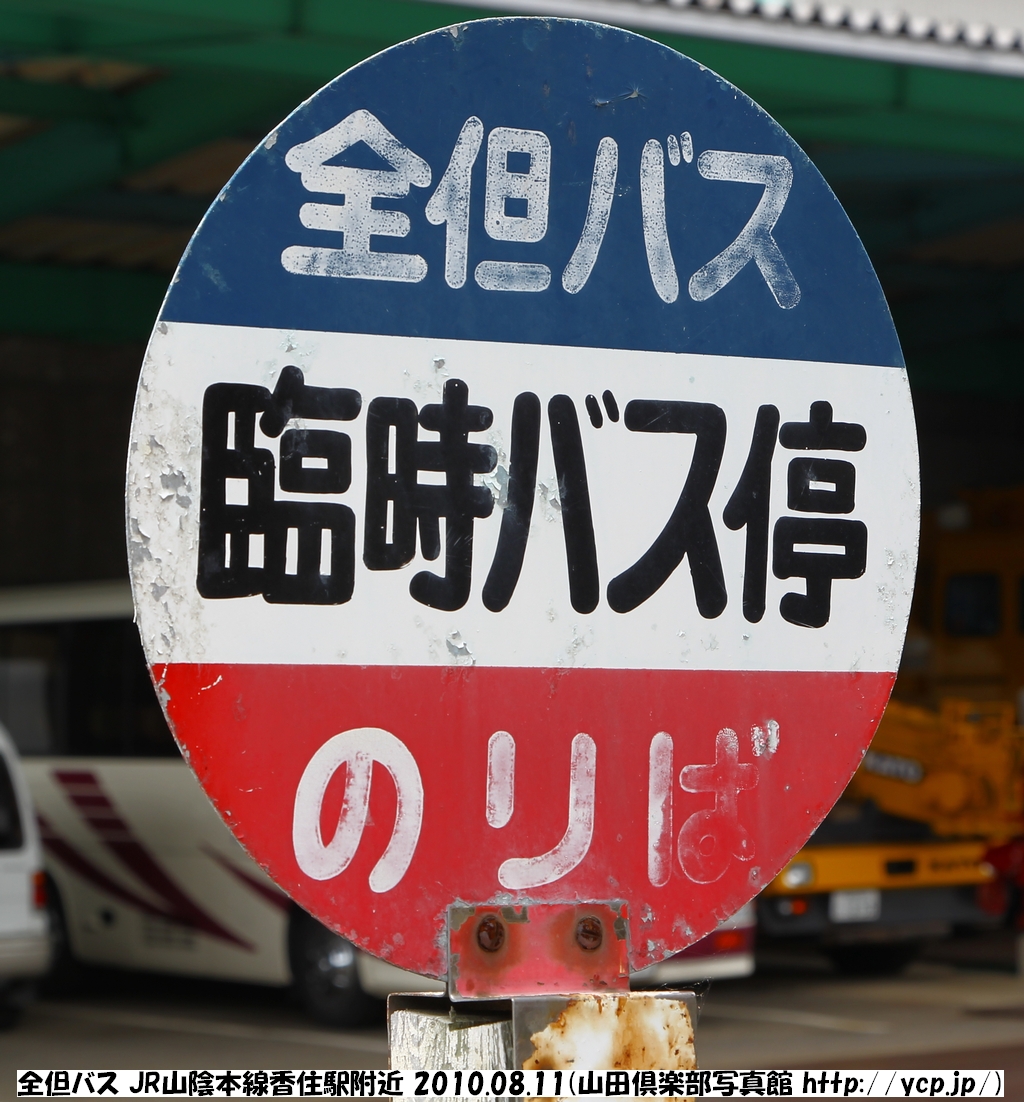 全但バス
臨時バス停
のりば
全但バス JR山陰本線香住駅附近 2010.08.11(山田倶楽部写真館 http://ycp.jp/)